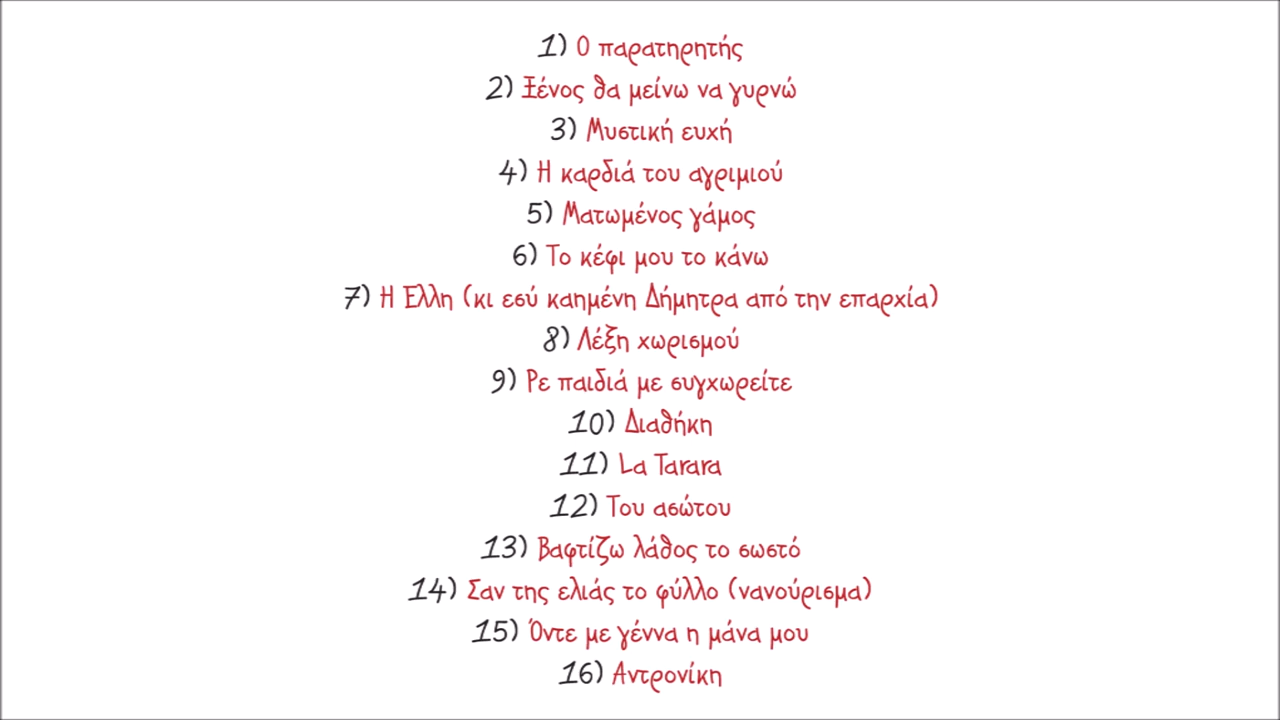 1) Ο παρατηρητής
2) Ξένος θα μείνω να γυρνώ
3) Μυστική ευχή
4) Η καρδιά του αγριμιού
5) Ματωμένος γάμος
6) Το κέφι μου το κάνω
7) Η Ελλη (κι εσύ καημένη Δήμητρα από την επαρχία)
8) Λέξη χωρισμού
9) Ρε παιδιά με συγχωρείτε
10) Διαθήκη
11) La Tarara
12) Του ασώτου
13) Βαφτίζω λάθος το σωστό
14) Σαν της ελιάς το φύλλο (νανούρισμα)
15) Όντε με γέννα η μάνα μου
16) Αντρονίκη